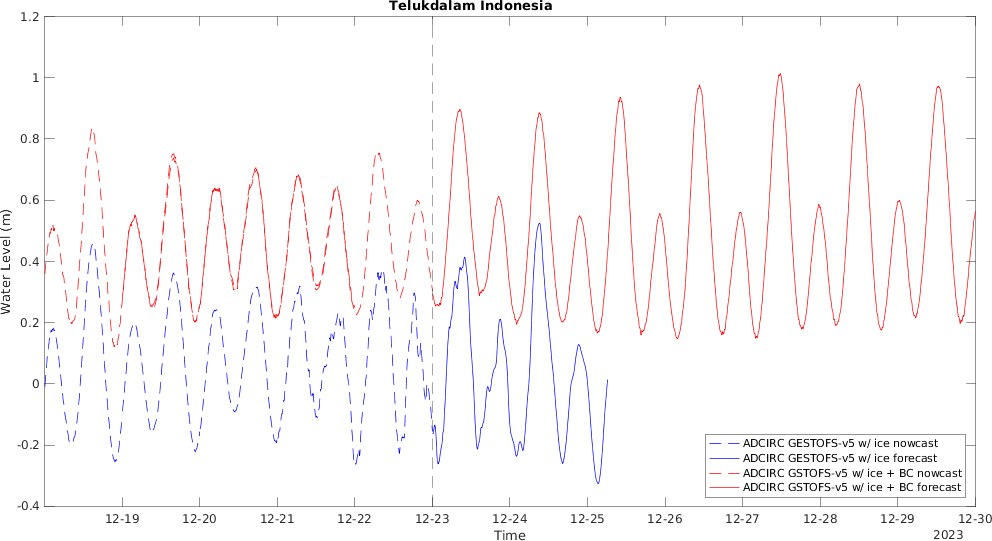 Telukdalam Indonesia
1.2
1
0.8
0.6
0.4
0.2
0
-0.2
-0.4
Water Level (m)
ADCIRC GESTOFS-v5 w/ ice nowcast
ADCIRC GESTOFS-v5 w/ ice forecast
ADCIRC GSTOFS-v5 w/ ice + BC nowcast
ADCIRC GSTOFS-v5 w/ ice + BC forecast
12-19 12-20 12-21 12-22 12-23 12-24 12-25 12-26 12-27 12-28 12-29 12-30
Time
2023